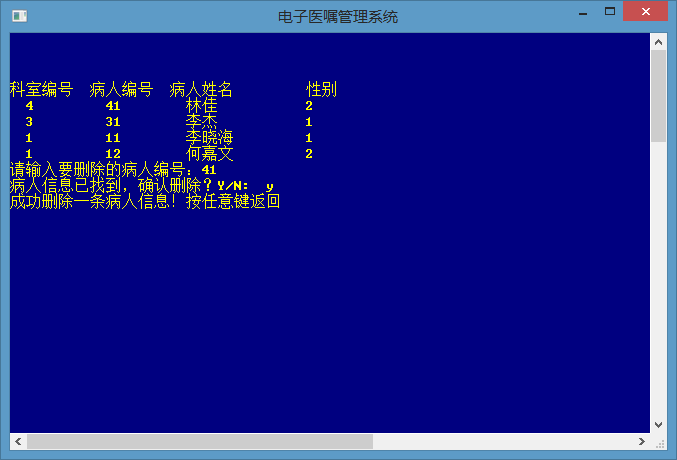 电子医嘱管理系统
科室编号 病人编号 病人姓名 性别
4 41 林佳 2
3 31 李杰 1
1 11 李晓海 1
1 12 何嘉文 2
请输入要删除的病人编号：41
病人信息已找到，确认删除？Y/N: y
成功删除一条病人信息！按任意键返回